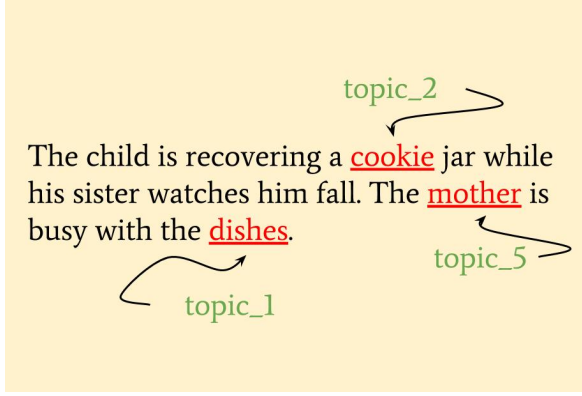 topic_2
The child is recovering a cookie jar while
his sister watches him fall. The mother is
busy with the dishes.
topic_5
topic_1